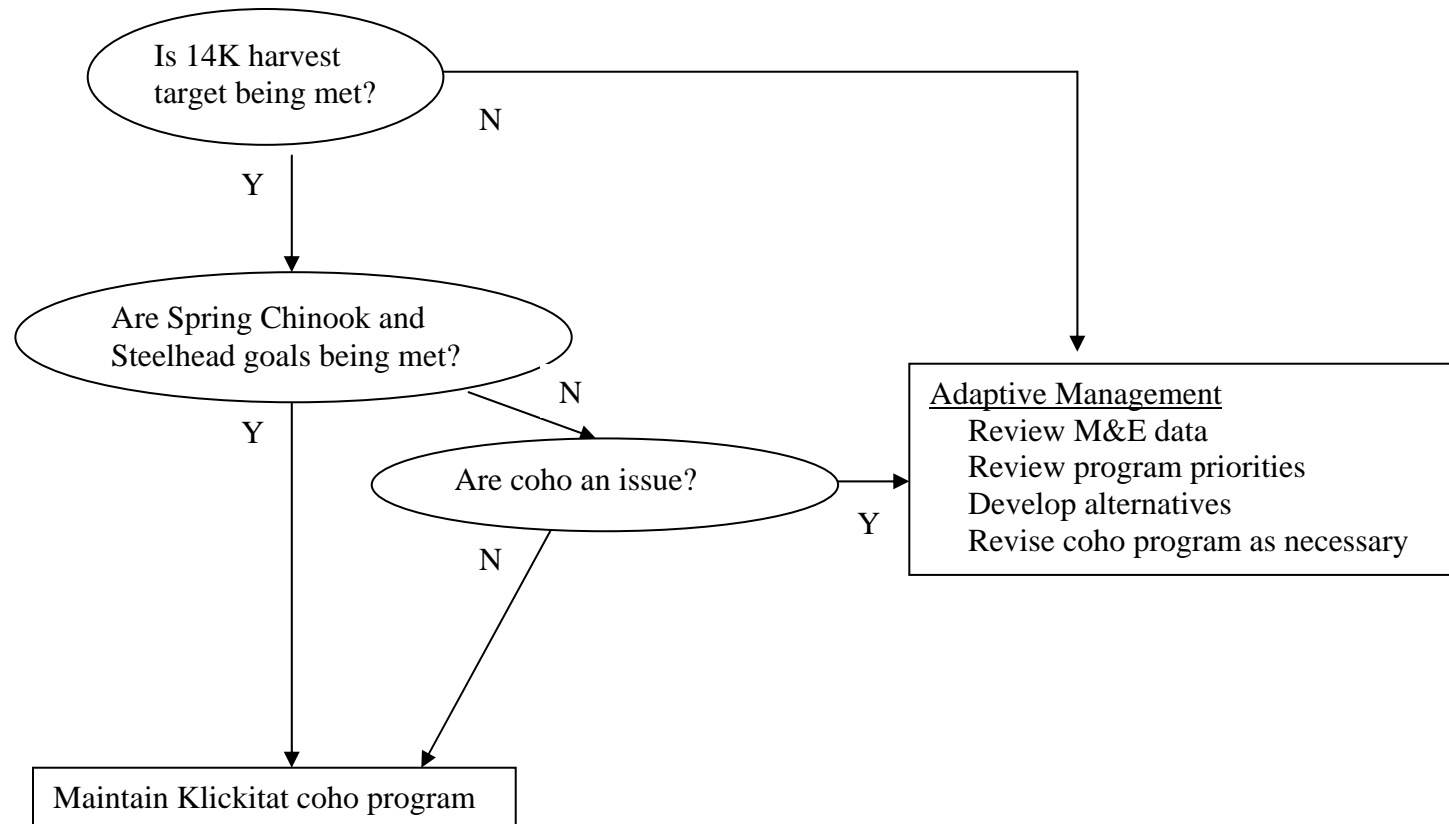 Is 14K harvest
target being met?
N
Y
Are Spring Chinook and
Steelhead goals being met?
N
Y
Adaptive Management
Review M&E data
Review program priorities
Develop alternatives
Revise coho program as necessary
Are coho an issue?
Y
N
Maintain Klickitat coho program